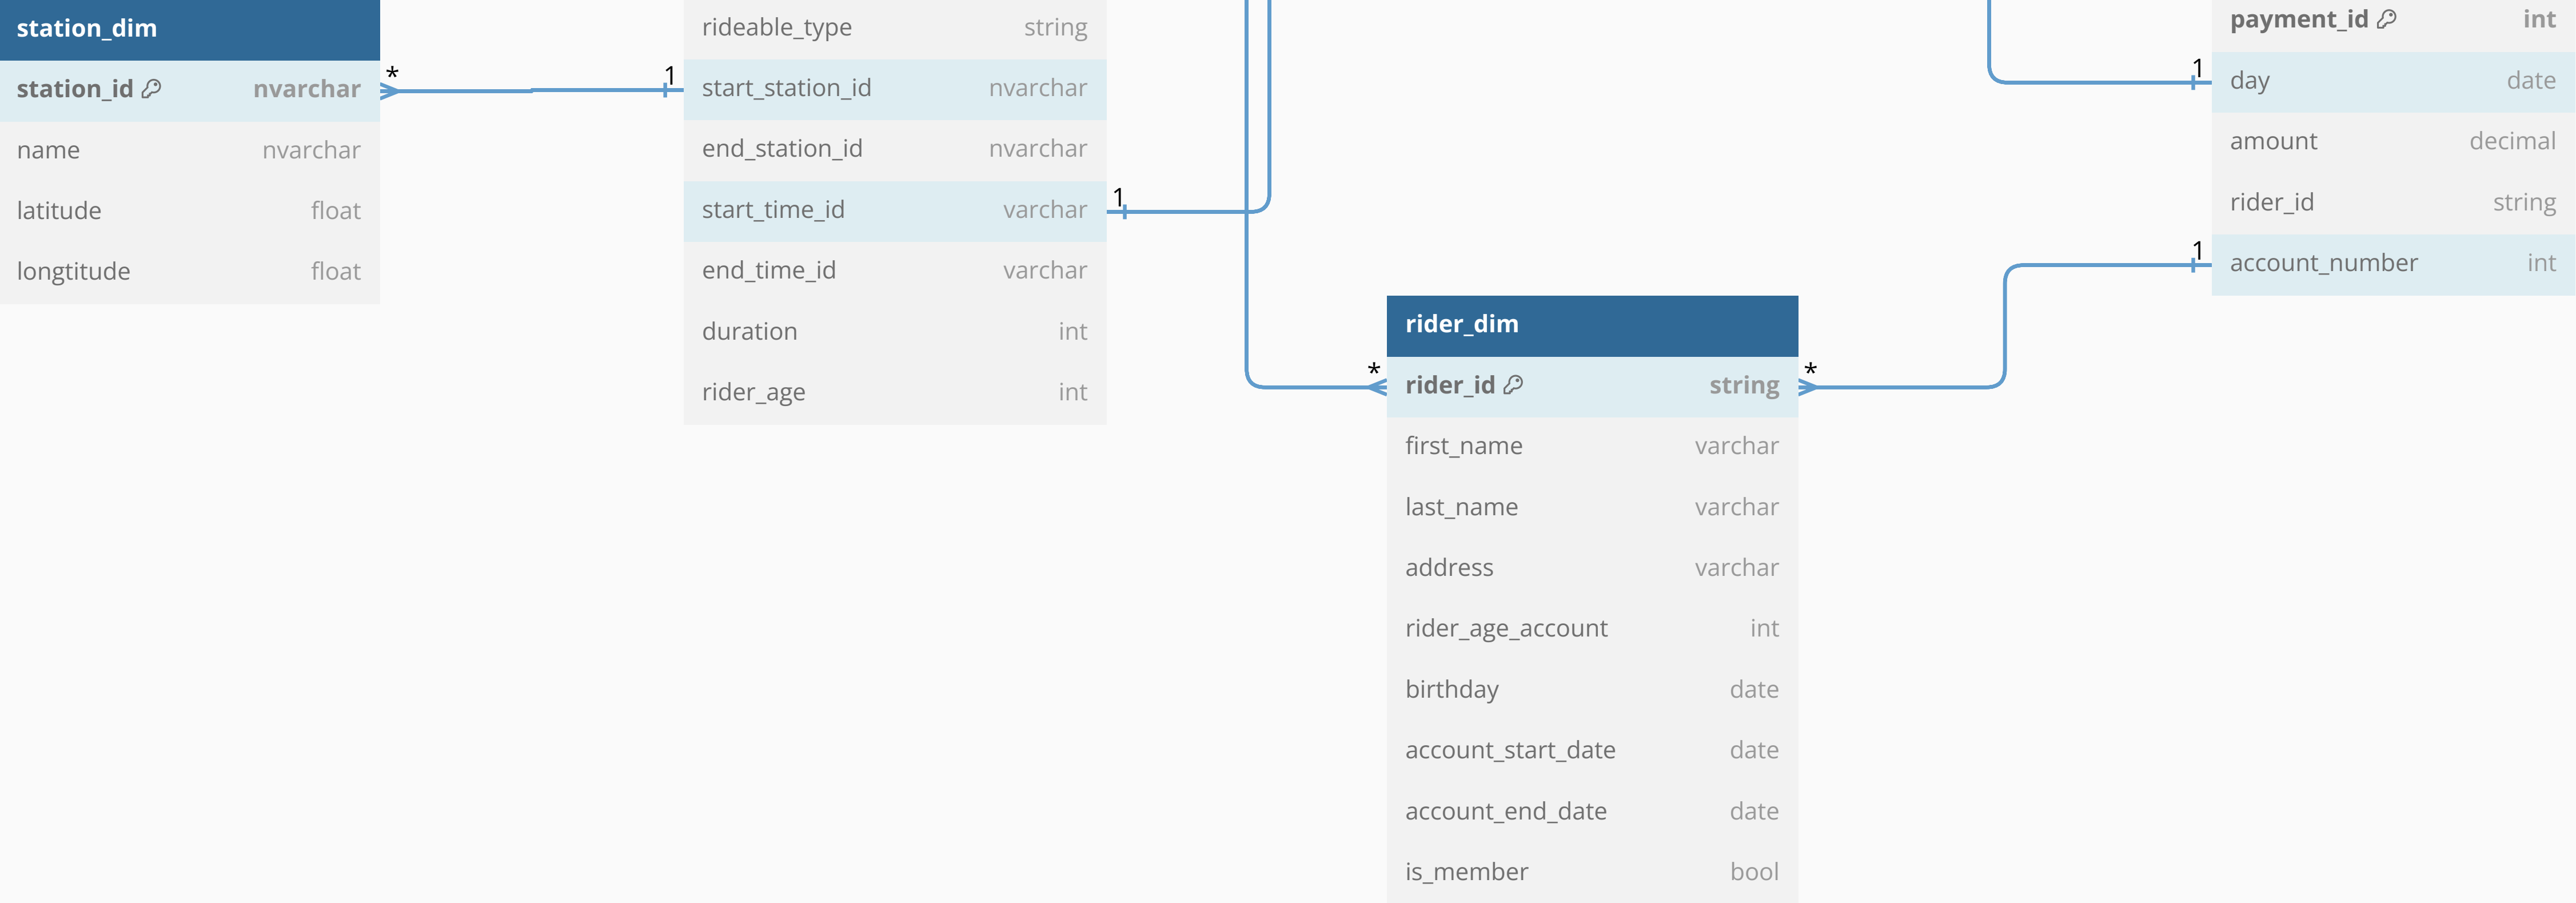 station_dim
station_id nvarchar
name nvarchar
latitude float
longtitude float
* 1
rideable_type string
start_station_id nvarchar
end_station_id nvarchar
start_time_id varchar
end_time_id varchar
duration int
rider_age int
1
rider_dim
* rider_id string *
first_name varchar
last_name varchar
address varchar
rider_age_account int
birthday date
account_start_date date
account_end_date date
is_member bool
payment_id int
1 day date
amount decimal
rider_id string
1 account_number int